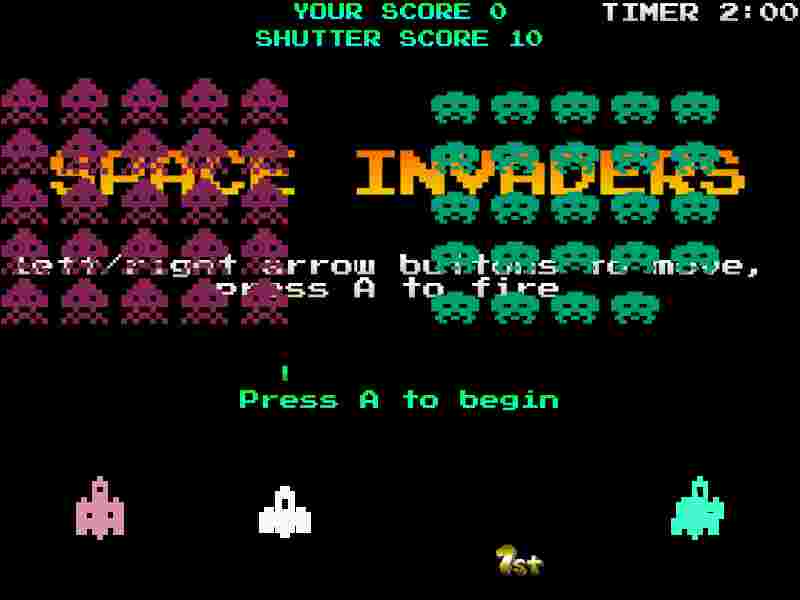 YOUR SCORE 0
TIMER 2:00
SHUTTER SCORE 10
SPACE INVADERS
Left/right arrow buttons to move,
press A to fire
Press A to begin
1st